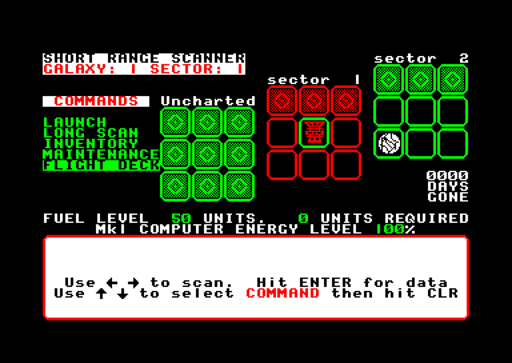 SHORT RANGE SCANNER
GALAXY: 1 SECTOR: 1
sector 2
sector 1
COMMANDS
Uncharted
LAUNCH
LONG SCAN
INVENTORY
MAINTENANCE
FLIGHT DECK
0000
DAYS
GONE
FUEL LEVEL 50 UNITS. 0 UNITS REQUIRED
MkI COMPUTER ENERGY LEVEL 100%
Use ← → to scan. Hit ENTER for data
Use ↑ ↓ to select COMMAND then hit CLR